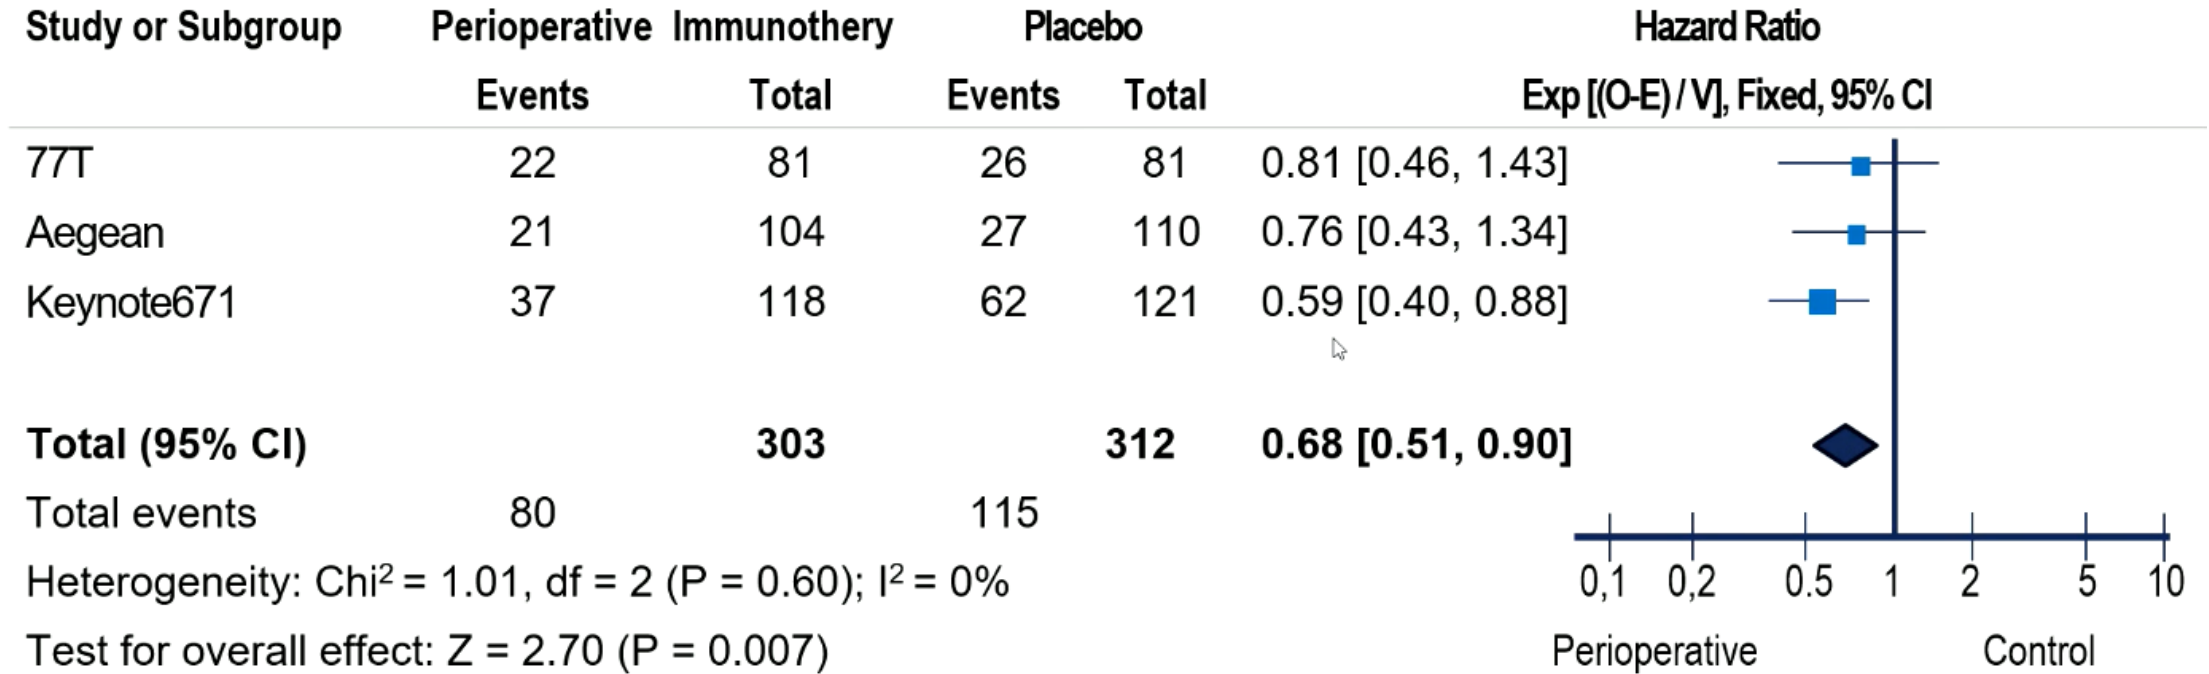 Study or Subgroup Perioperative Immunothery Placebo Hazard Ratio
Events Total Events Total Exp [(O-E) / V], Fixed, 95% CI
77T 22 81 26 81 0.81 [0.46, 1.43]
Aegean 21 104 27 110 0.76 [0.43, 1.34]
Keynote671 37 118 62 121 0.59 [0.40, 0.88]
Total (95% CI) 303 312 0.68 [0.51, 0.90]
Total events 80 115
Heterogeneity: Chi² = 1.01, df = 2 (P = 0.60); I² = 0%
0,1 0,2 0.5 1 2 5 10
Test for overall effect: Z = 2.70 (P = 0.007)
Perioperative Control